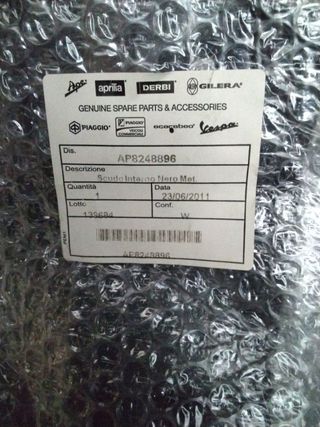 Ape aprilia DERBI GILERA
GENUINE SPARE PARTS & ACCESSORIES
PIAGGIO PIAGGIO VEICOLI COMMERCIALI scarabeo Vespa
Dis.
AP8248896
Descrizione
Scudo Interno Nero Met.
Quantità Data
1 23/06/2011
Lotto Conf.
139684 W
AP8248896